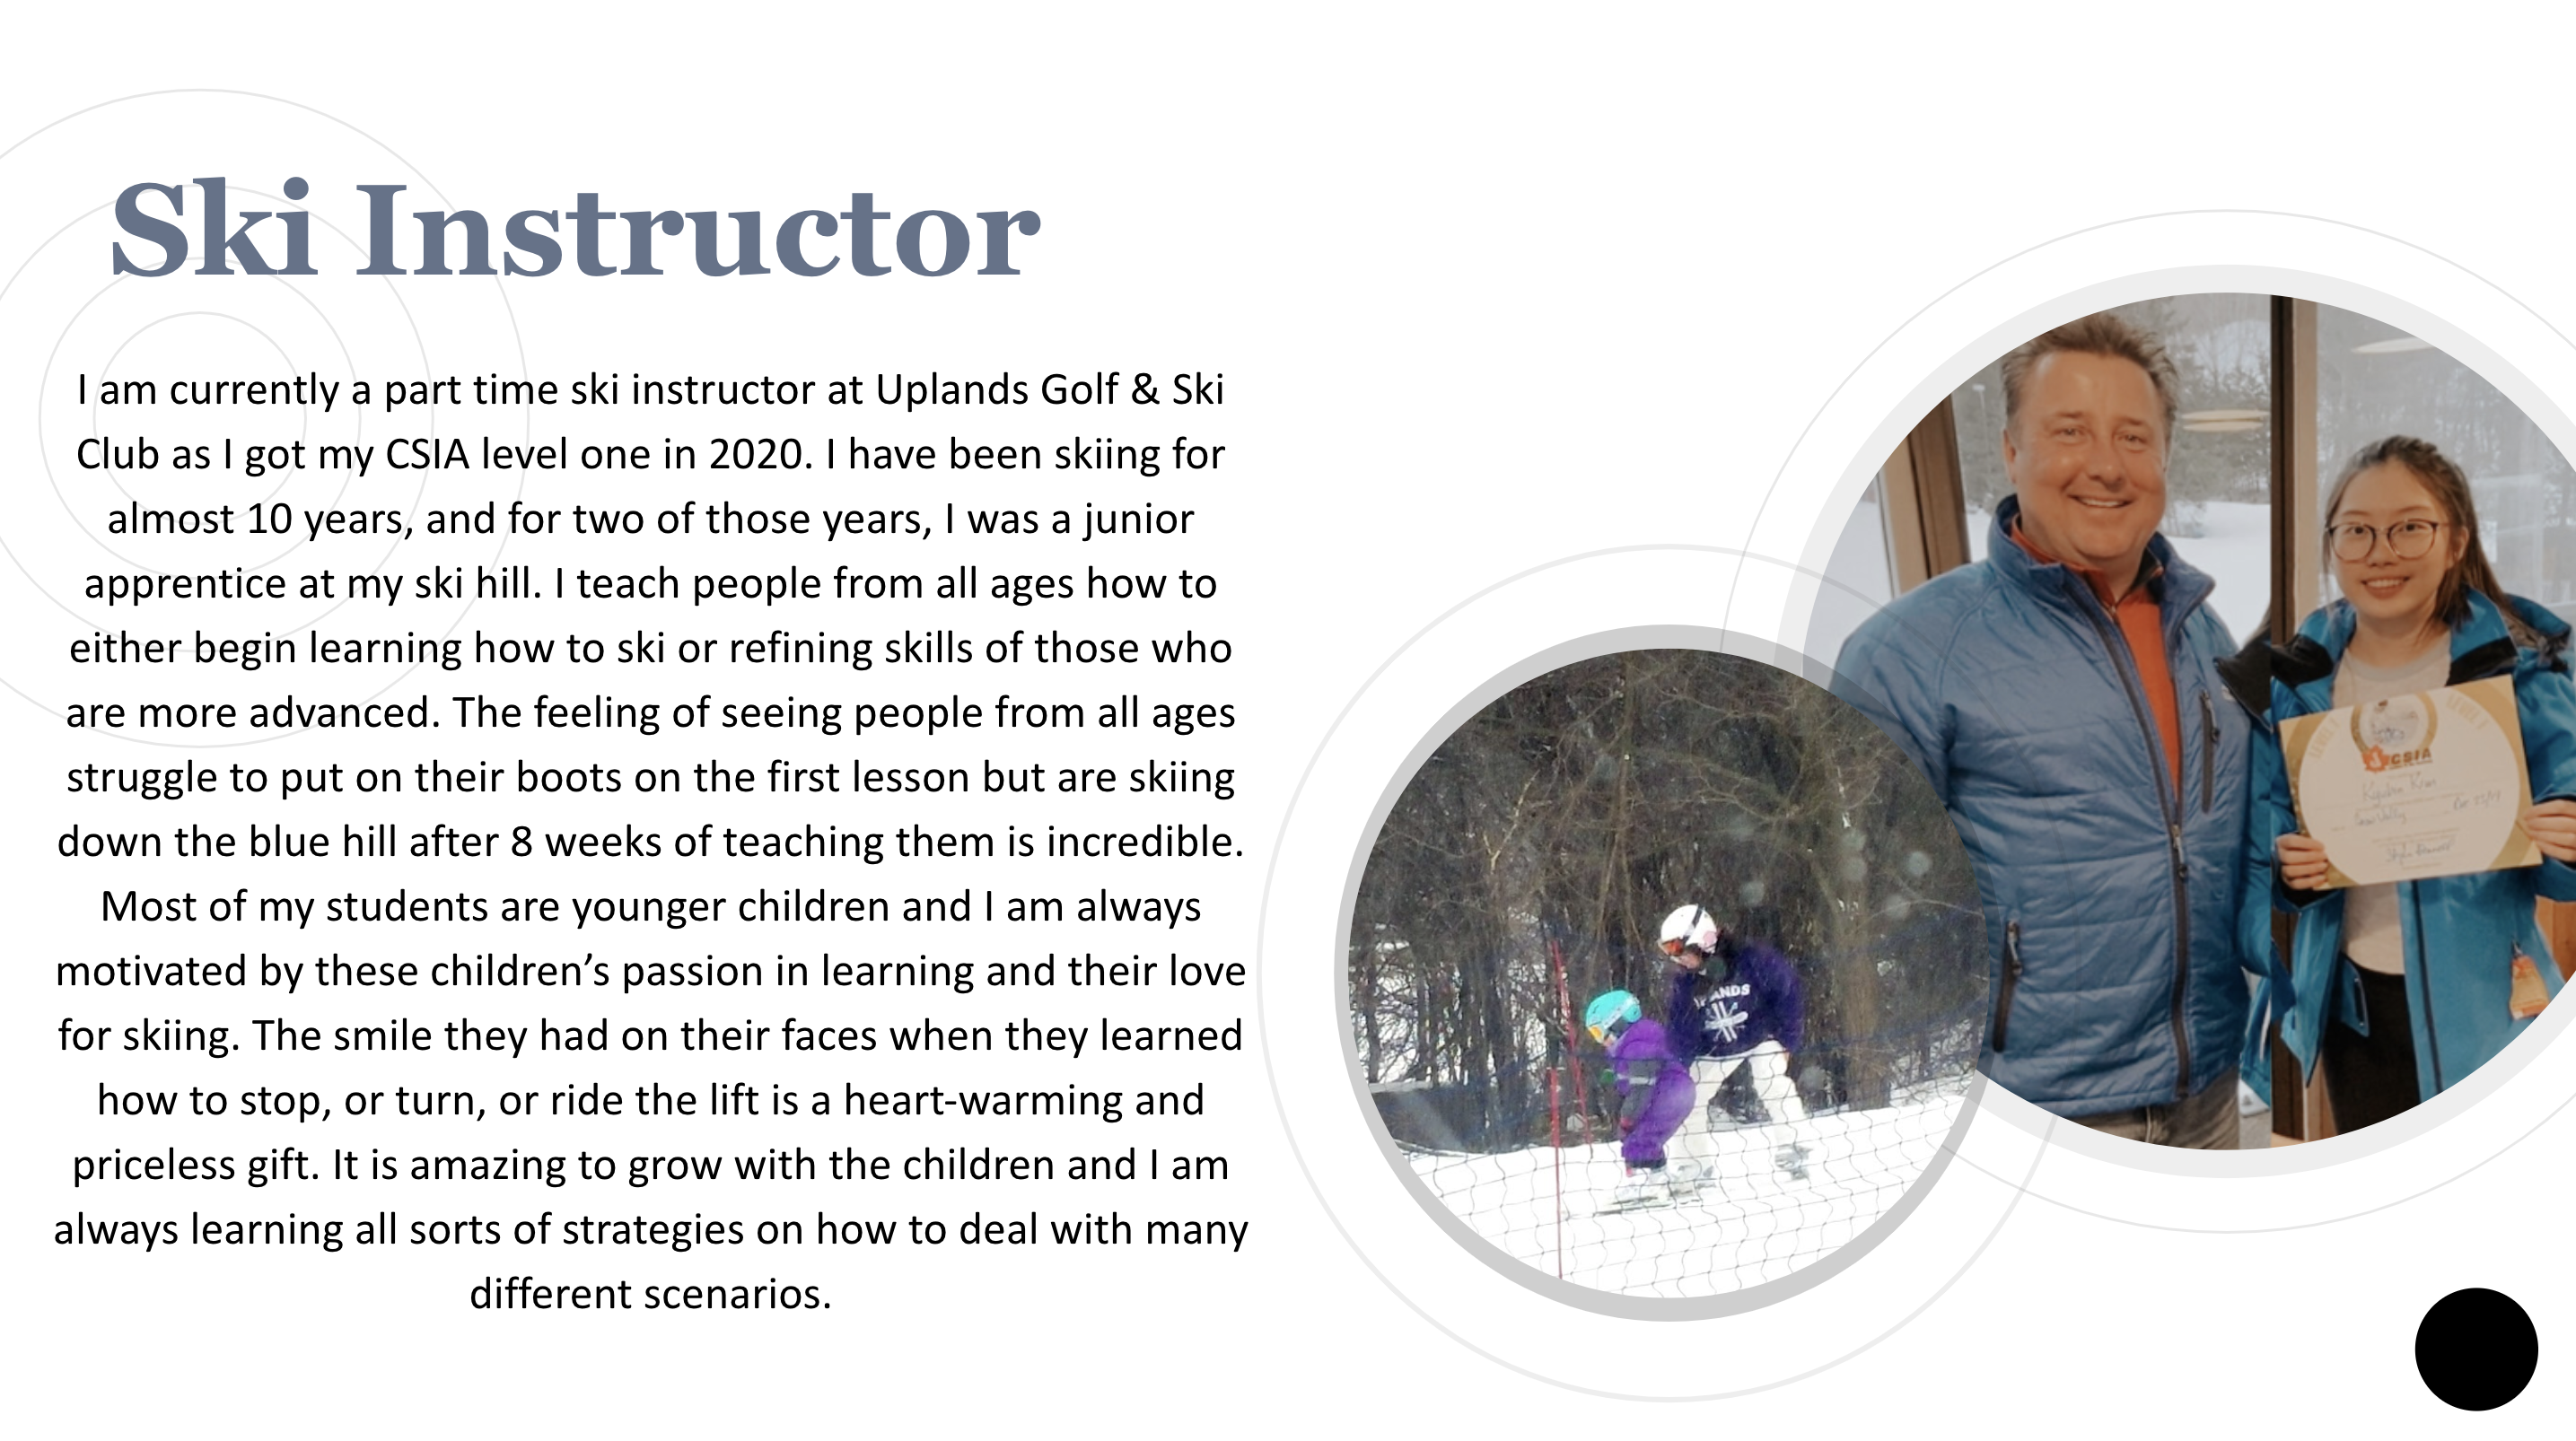 Ski Instructor
I am currently a part time ski instructor at Uplands Golf & Ski
Club as I got my CSIA level one in 2020. I have been skiing for
almost 10 years, and for two of those years, I was a junior
apprentice at my ski hill. I teach people from all ages how to
either begin learning how to ski or refining skills of those who
are more advanced. The feeling of seeing people from all ages
struggle to put on their boots on the first lesson but are skiing
down the blue hill after 8 weeks of teaching them is incredible.
Most of my students are younger children and I am always
motivated by these children’s passion in learning and their love
for skiing. The smile they had on their faces when they learned
how to stop, or turn, or ride the lift is a heart-warming and
priceless gift. It is amazing to grow with the children and I am
always learning all sorts of strategies on how to deal with many
different scenarios.
CSIA